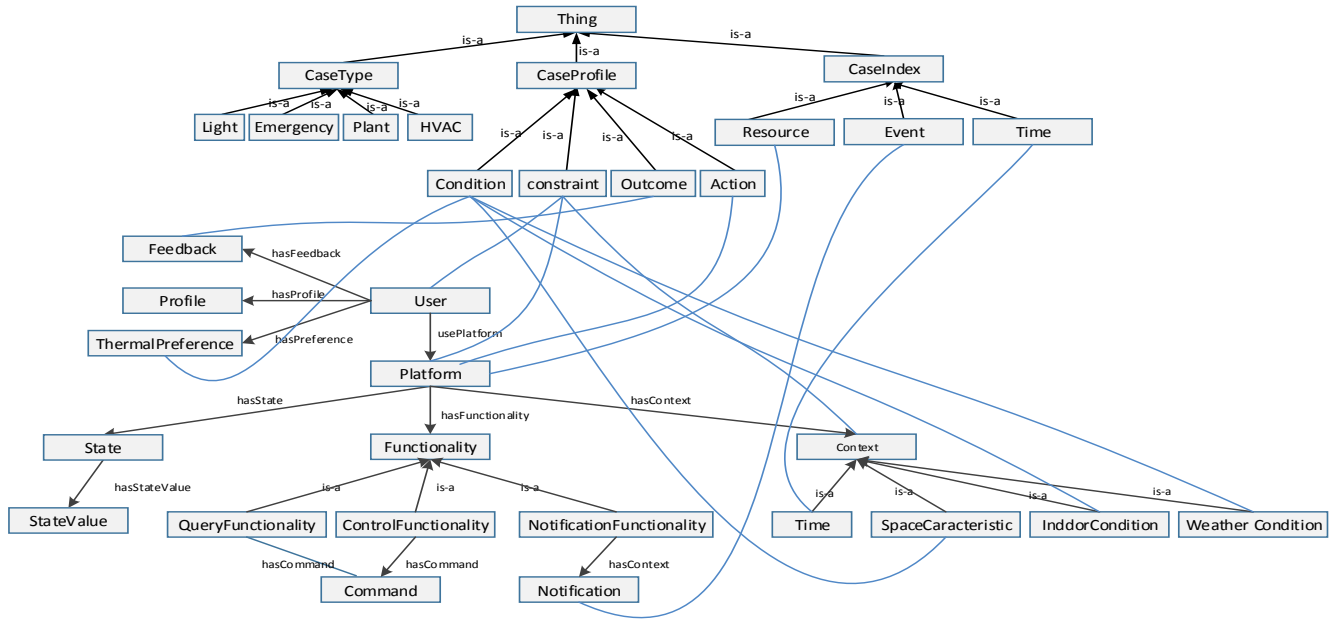 Thing
is-a
is-a
is-a
CaseType
CaseProfile
CaseIndex
is-a
is-a
is-a
is-a
is-a
is-a
is-a
Light
Emergency
Plant
HVAC
Resource
Event
Time
is-a
is-a
is-a
is-a
Condition
constraint
Outcome
Action
Feedback
hasFeedback
Profile
hasProfile
User
ThermalPreference
hasPreference
usePlatform
Platform
hasState
hasFunctionality
hasContext
State
Functionality
Context
hasStateValue
is-a
is-a
is-a
is-a
is-a
is-a
is-a
StateValue
QueryFunctionality
ControlFunctionality
NotificationFunctionality
Time
SpaceCaracteristic
InddorCondition
Weather Condition
hasCommand
hasCommand
hasContext
Command
Notification